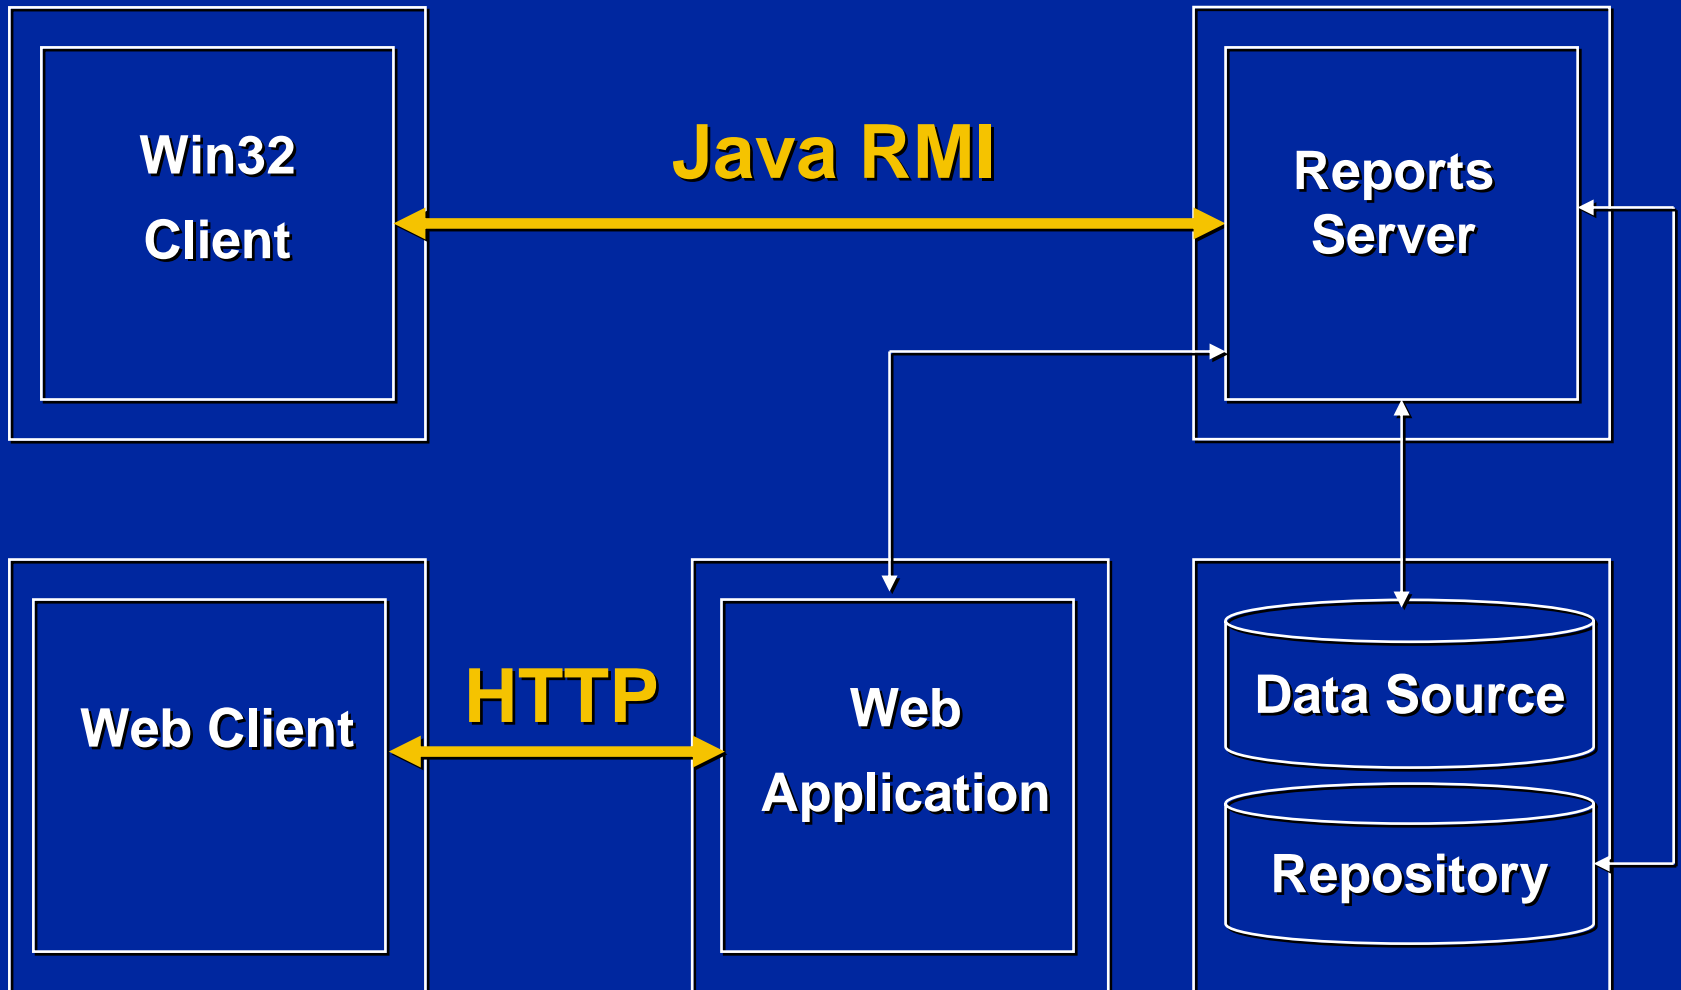 Win32
Client
Java RMI
Reports
Server
Web Client
HTTP
Web
Application
Data Source
Repository